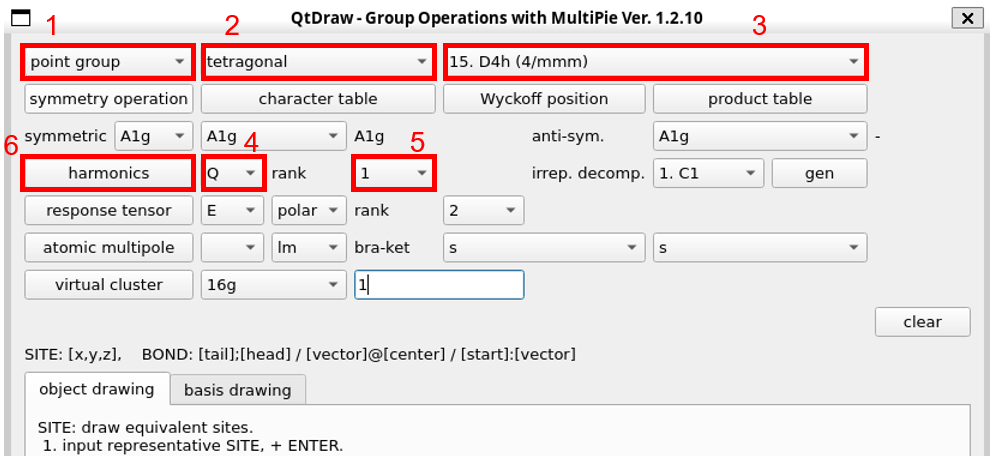 QtDraw - Group Operations with MultiPie Ver. 1.2.10
1 2 3
point group tetragonal 15. D4h (4/mmm)
symmetry operation character table Wyckoff position product table
symmetric A1g A1g A1g anti-sym. A1g -
6 4 5
harmonics Q rank 1 irrep. decomp. 1. C1 gen
response tensor E polar rank 2
atomic multipole lm bra-ket s s
virtual cluster 16g 1
clear
SITE: [x,y,z], BOND: [tail];[head] / [vector]@[center] / [start]:[vector]
object drawing basis drawing
SITE: draw equivalent sites.
1. input representative SITE, + ENTER.